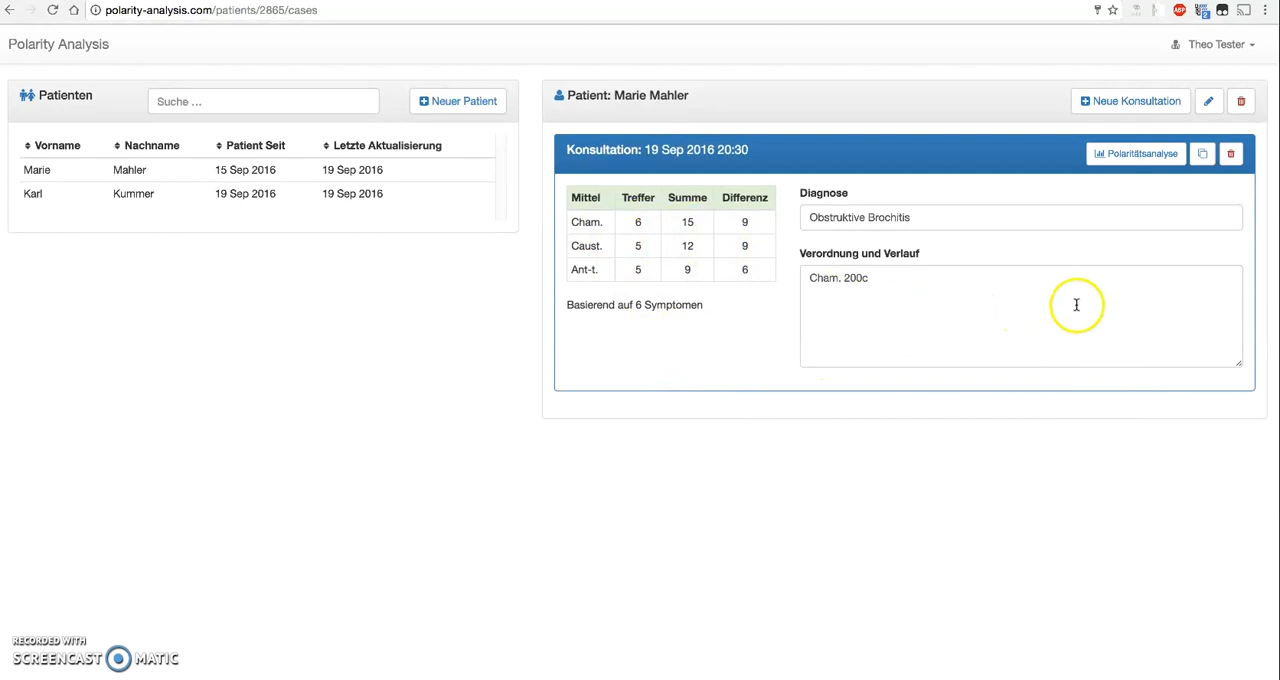 polarity-analysis.com/patients/2865/cases
Polarity Analysis
Theo Tester
Patienten
Suche ...
Neuer Patient
Vorname Nachname Patient Seit Letzte Aktualisierung
Marie Mahler 15 Sep 2016 19 Sep 2016
Karl Kummer 19 Sep 2016 19 Sep 2016
Patient: Marie Mahler
Neue Konsultation
Konsultation: 19 Sep 2016 20:30
Polaritätsanalyse
Mittel Treffer Summe Differenz
Cham. 6 15 9
Caust. 5 12 9
Ant-t. 5 9 6
Basierend auf 6 Symptomen
Diagnose
Obstruktive Brochitis
Verordnung und Verlauf
Cham. 200c
RECORDED WITH
SCREENCAST MATIC